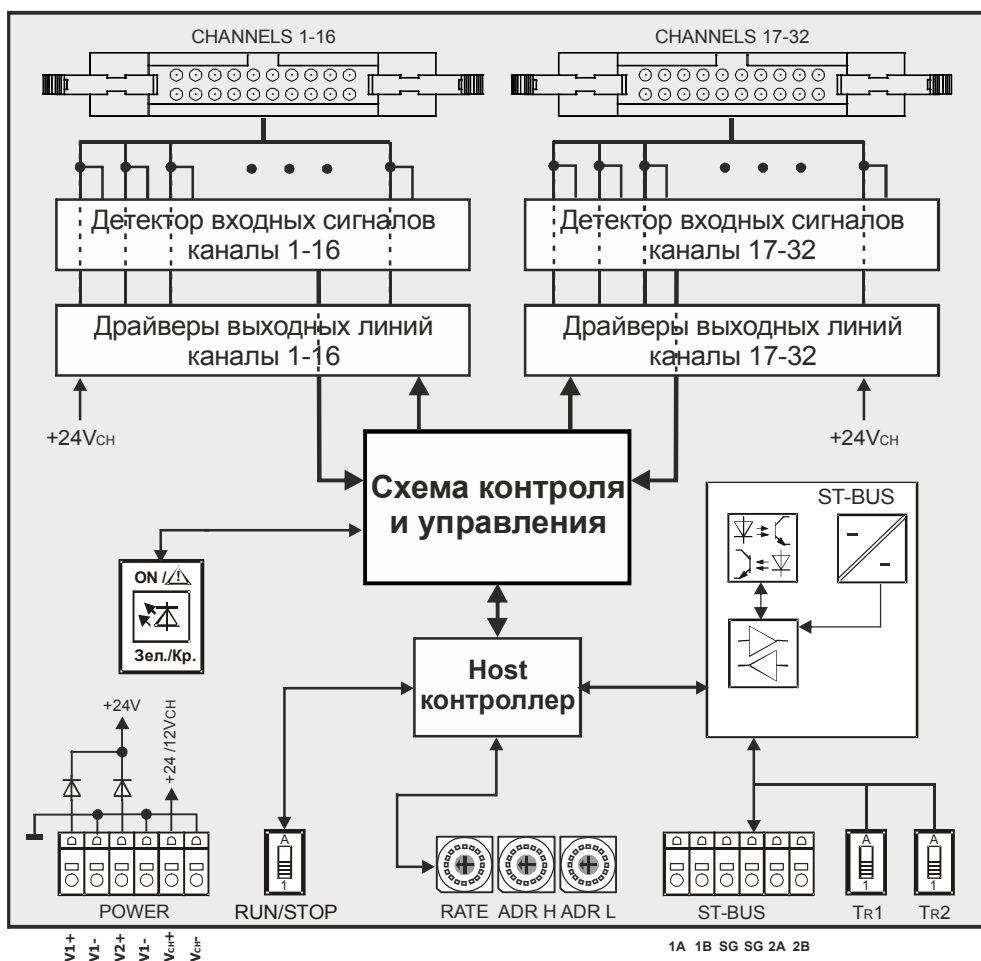 CHANNELS 1-16
CHANNELS 17-32
Детектор входных сигналов
каналы 1-16
Детектор входных сигналов
каналы 17-32
Драйверы выходных линий
каналы 1-16
Драйверы выходных линий
каналы 17-32
+24VCH
+24VCH
Схема контроля
и управления
ST-BUS
ON /⚠
Зел./Кр.
Host
контроллер
+24V
+24 /12VCH
A
1
A
1
A
1
POWER
RUN/STOP
RATE
ADR H
ADR L
ST-BUS
TR1
TR2
V1+
V1-
V2+
V1-
VCH+
VCH-
1A 1B SG SG 2A 2B